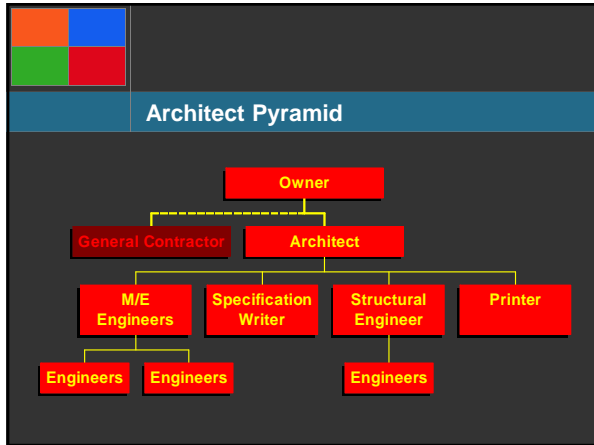 Architect Pyramid
Owner
General Contractor
Architect
M/E
Engineers
Specification
Writer
Structural
Engineer
Printer
Engineers
Engineers
Engineers